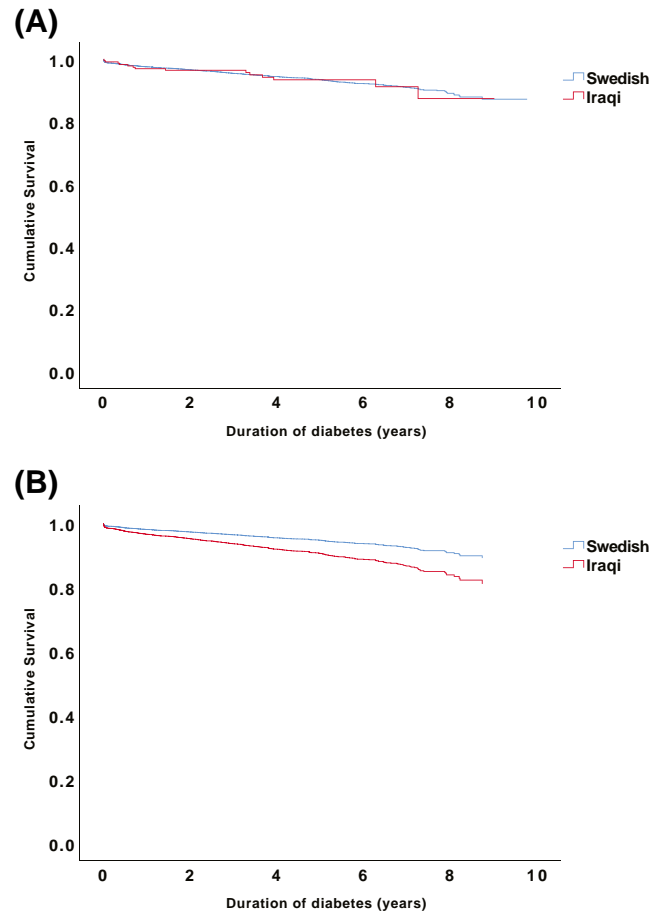 (A)
1.0
0.8
0.6
0.4
0.2
0.0
Cumulative Survival
0 2 4 6 8 10
Duration of diabetes (years)
Swedish
Iraqi
(B)
1.0
0.8
0.6
0.4
0.2
0.0
Cumulative Survival
0 2 4 6 8 10
Duration of diabetes (years)
Swedish
Iraqi